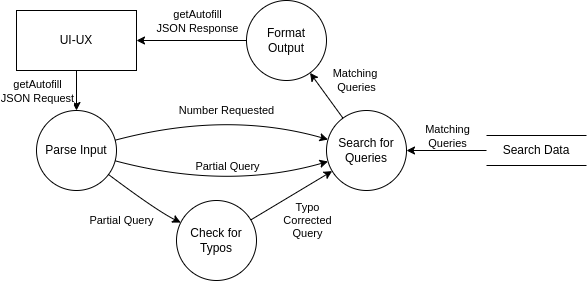 UI-UX
getAutofill
JSON Response
Format
Output
getAutofill
JSON Request
Matching
Queries
Number Requested
Parse Input
Search for
Queries
Matching
Queries
Search Data
Partial Query
Partial Query
Typo
Corrected
Query
Check for
Typos